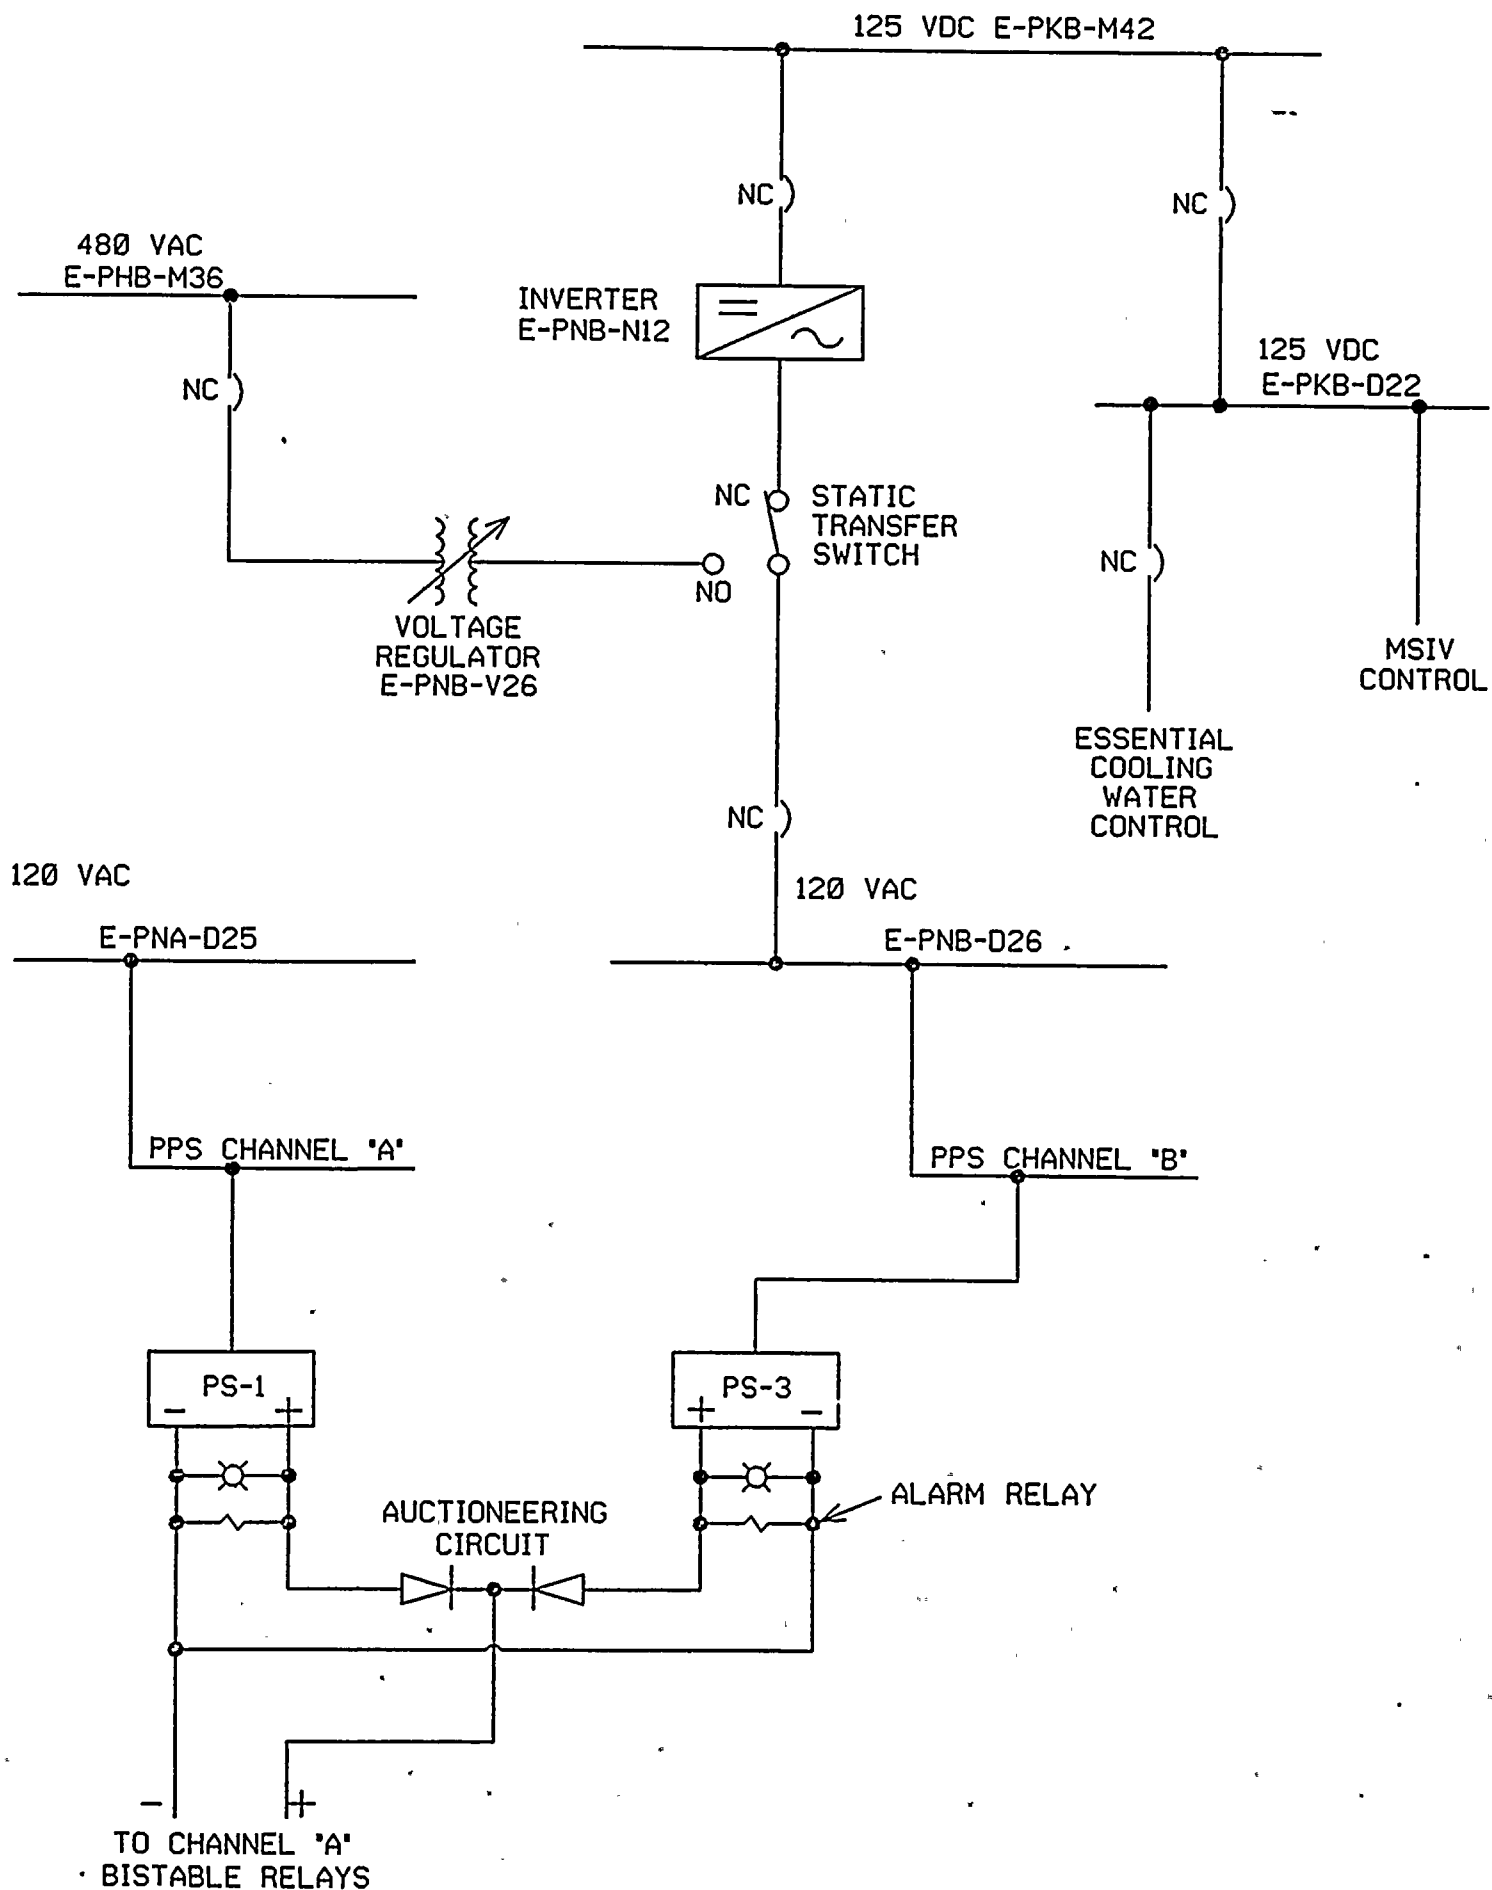 125 VDC E-PKB-M42
NC
NC
480 VAC
E-PHB-M36
INVERTER
E-PNB-N12
NC
125 VDC
E-PKB-D22
NC
STATIC
TRANSFER
SWITCH
NO
NC
VOLTAGE
REGULATOR
E-PNB-V26
MSIV
CONTROL
ESSENTIAL
COOLING
WATER
CONTROL
NC
120 VAC
120 VAC
E-PNA-D25
E-PNB-D26
PPS CHANNEL "A"
PPS CHANNEL "B"
PS-1
- +
PS-3
+ -
ALARM RELAY
AUCTIONEERING
CIRCUIT
- +
TO CHANNEL "A"
BISTABLE RELAYS